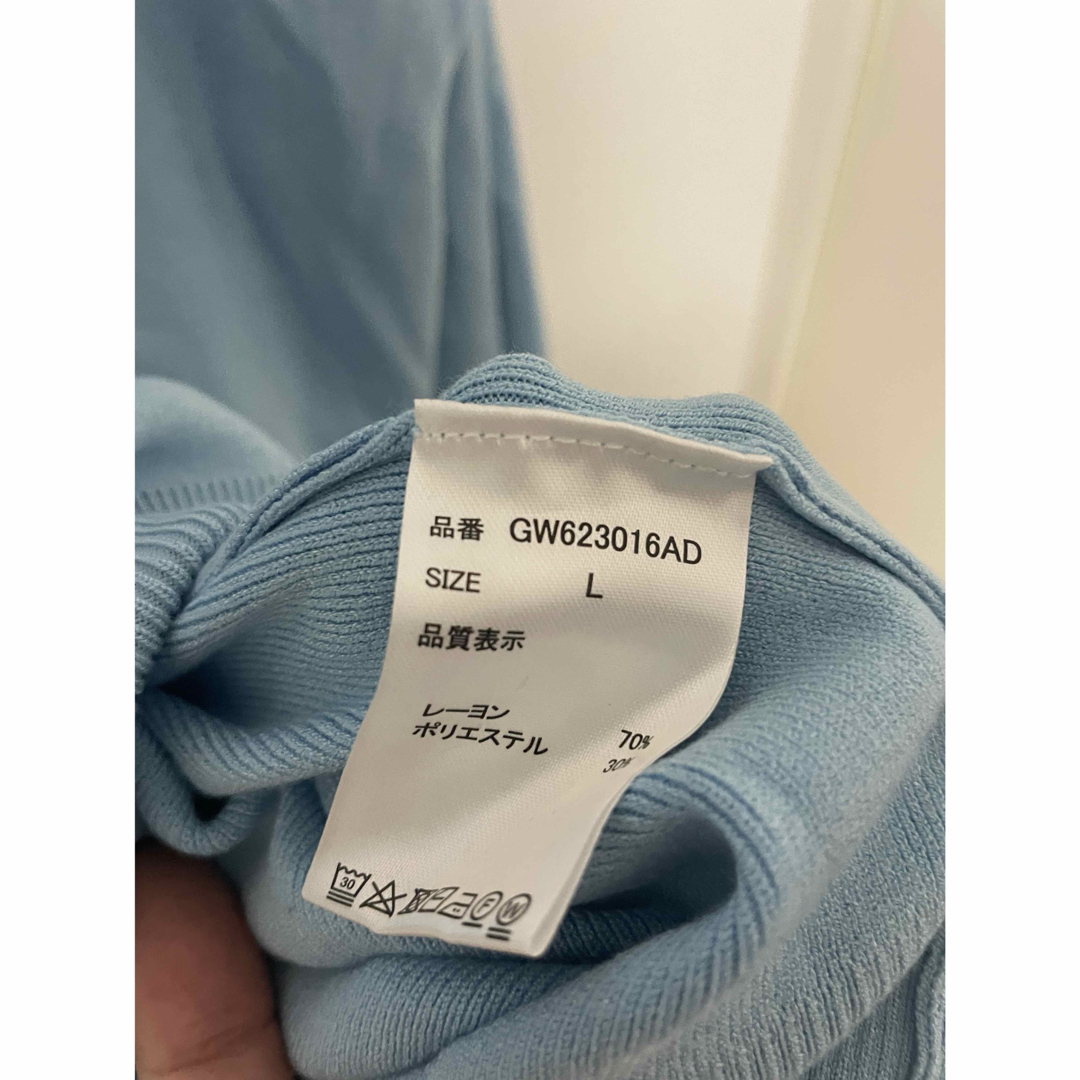 品番 GW623016AD
SIZE L
品質表示
レーヨン 70%
ポリエステル 30%
30
F W